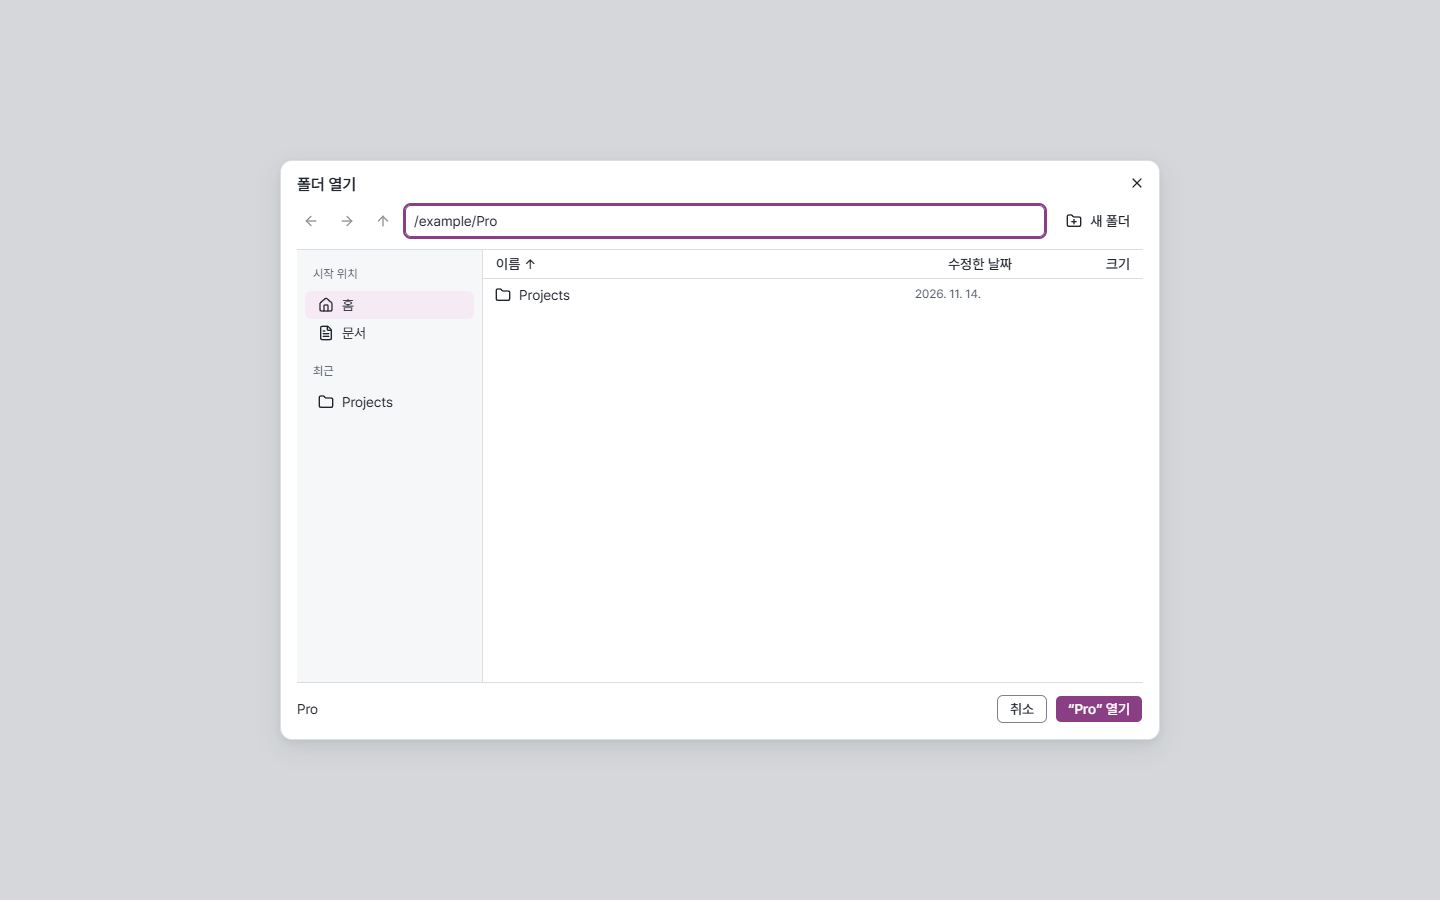 폴더 열기
/example/Pro
새 폴더
시작 위치
홈
문서
최근
Projects
이름
수정한 날짜
크기
Projects
2026. 11. 14.
Pro
취소
“Pro” 열기